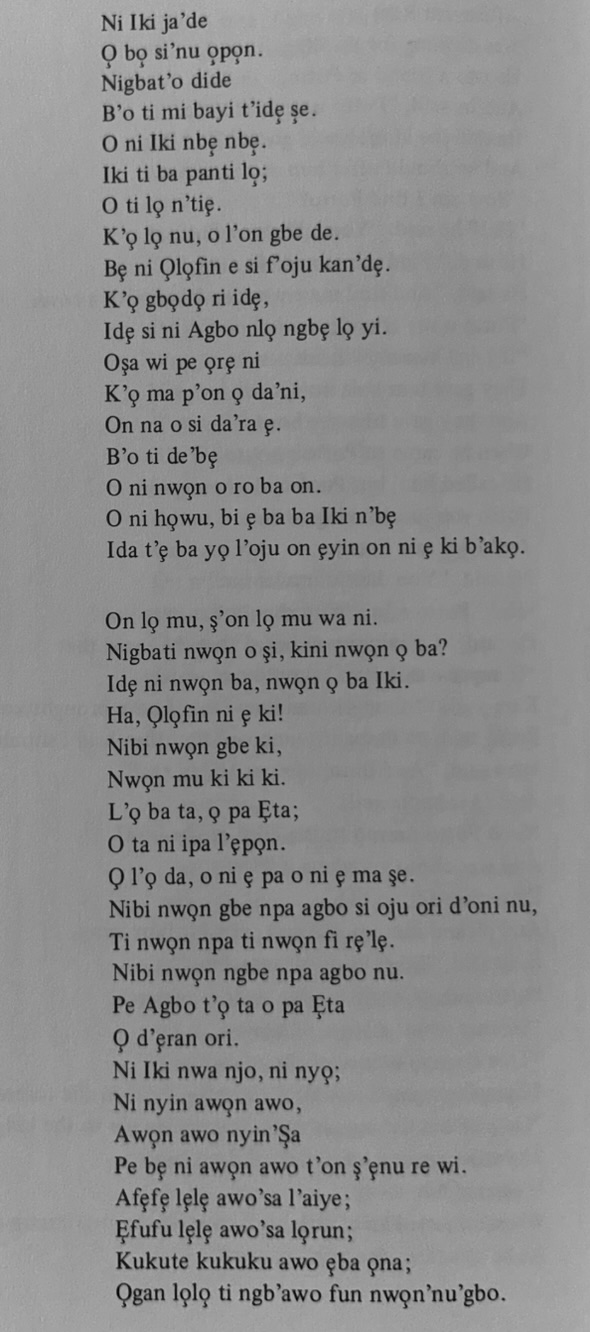 Ni Iki ja’de
Ọ bọ si’nu ọpọn.
Nigbat’o dide
B’o ti mi bayi t’idẹ ṣe.
O ni Iki nbẹ nbẹ.
Iki ti ba panti lọ;
O ti lọ n’tiẹ.
K’ọ lọ nu, o l’on gbe de.
Bẹ ni Ọlọfin e si f’oju kan’dẹ.
K’ọ gbọdọ ri idẹ,
Idẹ si ni Agbo nlọ ngbẹ lọ yi.
Oṣa wi pe ọrẹ ni
K’ọ ma p’on ọ da’ni,
On na o si da’ra ẹ.
B’o ti de’bẹ
O ni nwọn o ro ba on.
O ni họwu, bi ẹ ba ba Iki n’bẹ
Ida t’ẹ ba yọ l’oju on ẹyin on ni ẹ ki b’akọ.

On lọ mu, ṣ’on lọ mu wa ni.
Nigbati nwọn o ṣi, kini nwọn ọ ba?
Idẹ ni nwọn ba, nwọn ọ ba Iki.
Ha, Ọlọfin ni ẹ ki!
Nibi nwọn gbe ki,
Nwọn mu ki ki ki.
L’ọ ba ta, ọ pa Ẹta;
O ta ni ipa l’ẹpọn.
Ọ l’ọ da, o ni ẹ pa o ni ẹ ma ṣe.
Nibi nwọn gbe npa agbo si oju ori d’oni nu,
Ti nwọn npa ti nwọn fi rẹ’lẹ.
Nibi nwọn ngbe npa agbo nu.
Pe Agbo t’ọ ta o pa Ẹta
Ọ d’ẹran ori.
Ni Iki nwa njo, ni nyọ;
Ni nyin awọn awo,
Awọn awo nyin’Ṣa
Pe bẹ ni awọn awo t’on ṣ’ẹnu re wi.
Afẹfẹ lẹlẹ awo’sa l’aiye;
Ẹfufu lẹlẹ awo’sa lọrun;
Kukute kukuku awo ẹba ọna;
Ọgan lọlọ ti ngb’awo fun nwọn’nu’gbo.